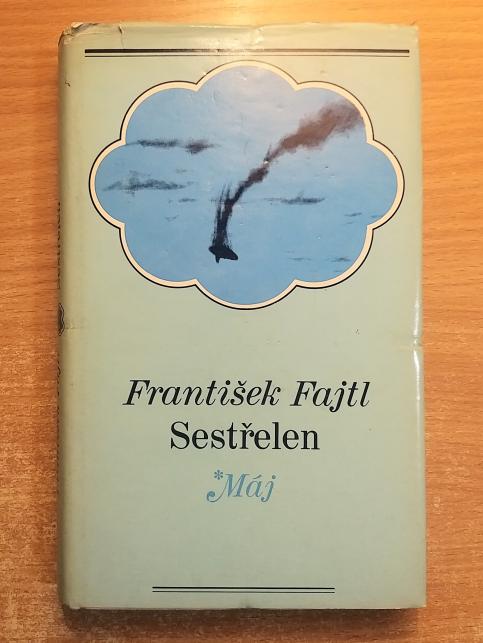 František Fajtl
Sestřelen
*Máj